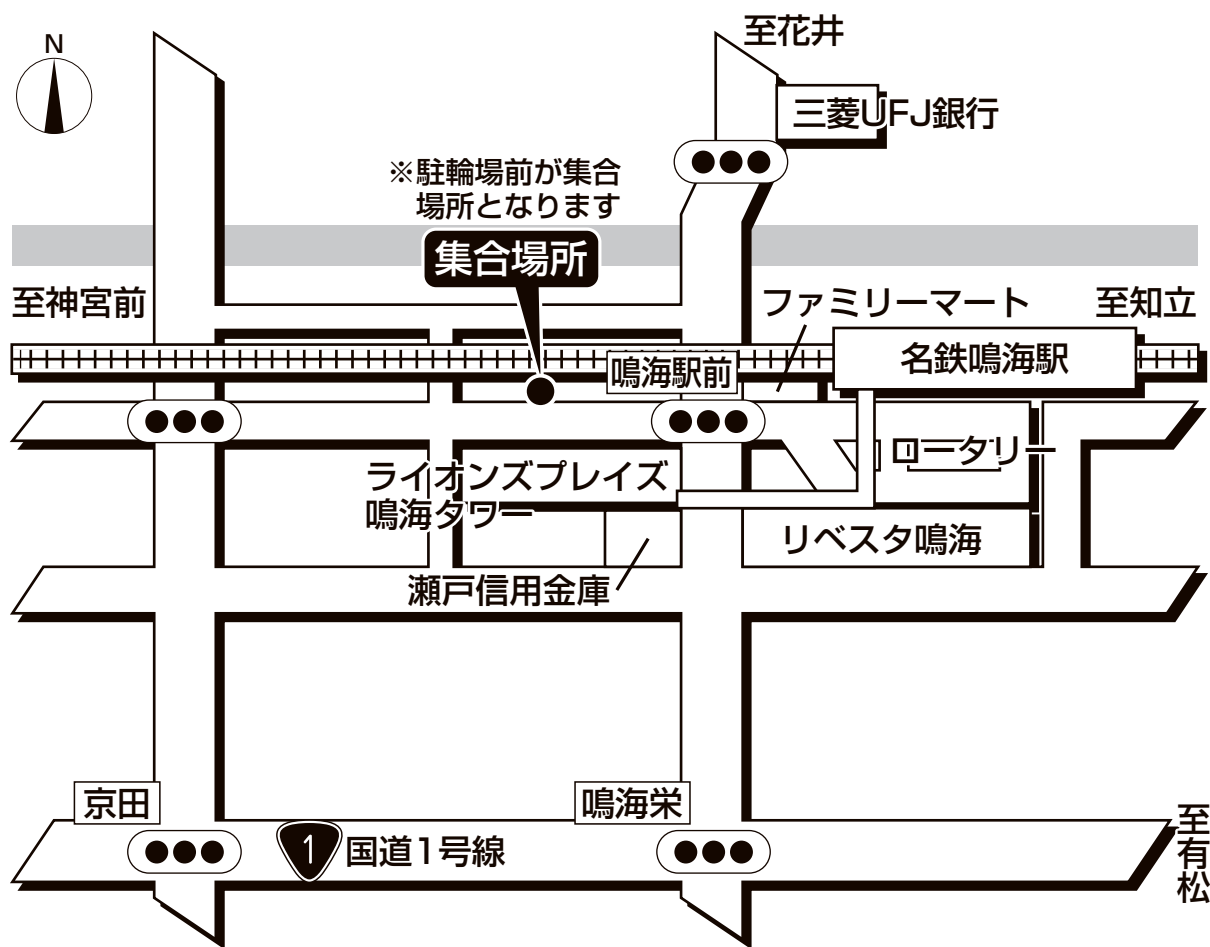 至花井
N
三菱UFJ銀行
※駐輪場前が集合
場所となります
集合場所
至神宮前
ファミリーマート
至知立
鳴海駅前
名鉄鳴海駅
ロータリー
ライオンズプレイズ
鳴海タワー
リベスタ鳴海
瀬戸信用金庫
京田
鳴海栄
1
国道1号線
至有松